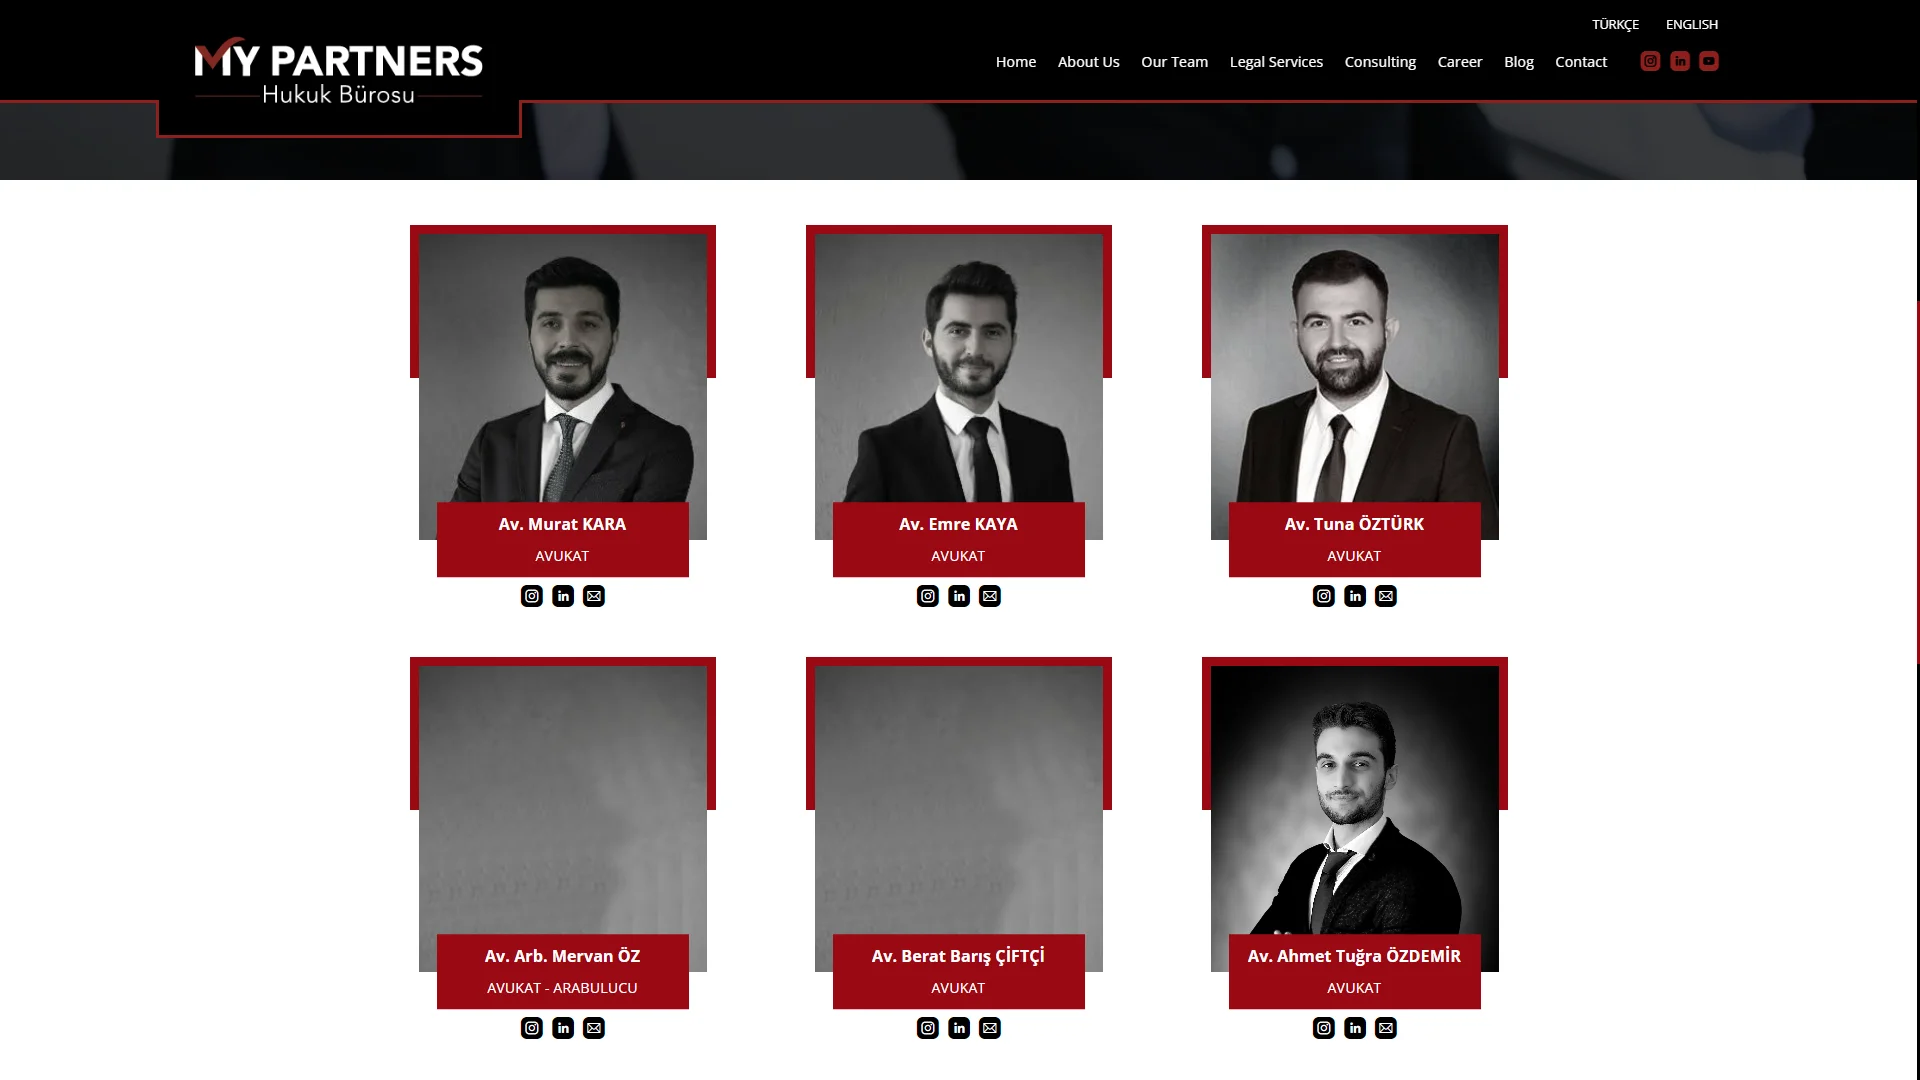 TÜRKÇE ENGLISH
MY PARTNERS
Hukuk Bürosu
Home About Us Our Team Legal Services Consulting Career Blog Contact
Av. Murat KARA
AVUKAT
Av. Emre KAYA
AVUKAT
Av. Tuna ÖZTÜRK
AVUKAT
Av. Arb. Mervan ÖZ
AVUKAT - ARABULUCU
Av. Berat Barış ÇİFTÇİ
AVUKAT
Av. Ahmet Tuğra ÖZDEMİR
AVUKAT